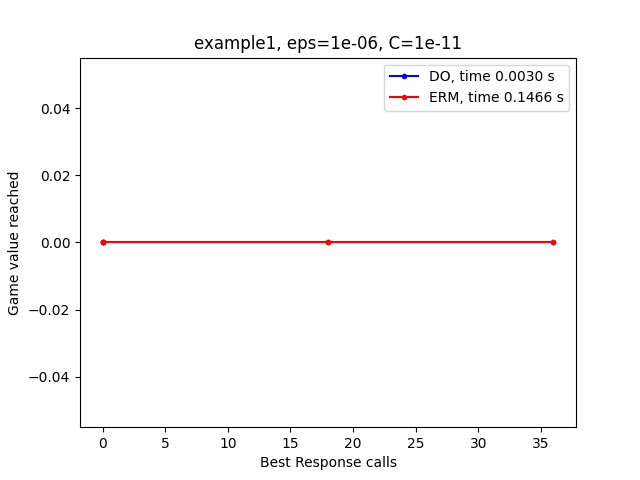 example1, eps=1e-06, C=1e-11
DO, time 0.0030 s
ERM, time 0.1466 s
Game value reached
0.04
0.02
0.00
−0.02
−0.04
0 5 10 15 20 25 30 35
Best Response calls